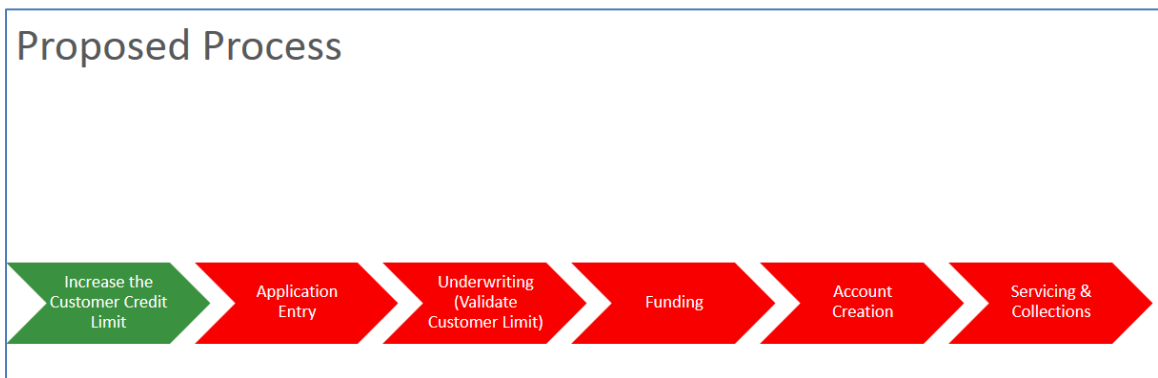 Proposed Process
Increase the
Customer Credit
Limit
Application
Entry
Underwriting
(Validate
Customer Limit)
Funding
Account
Creation
Servicing &
Collections